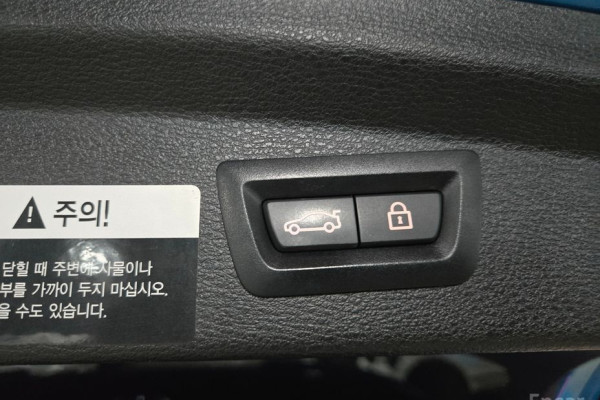 주의!
닫힐 때 주변에 사물이나
부를 가까이 두지 마십시오.
을 수도 있습니다.
Encar